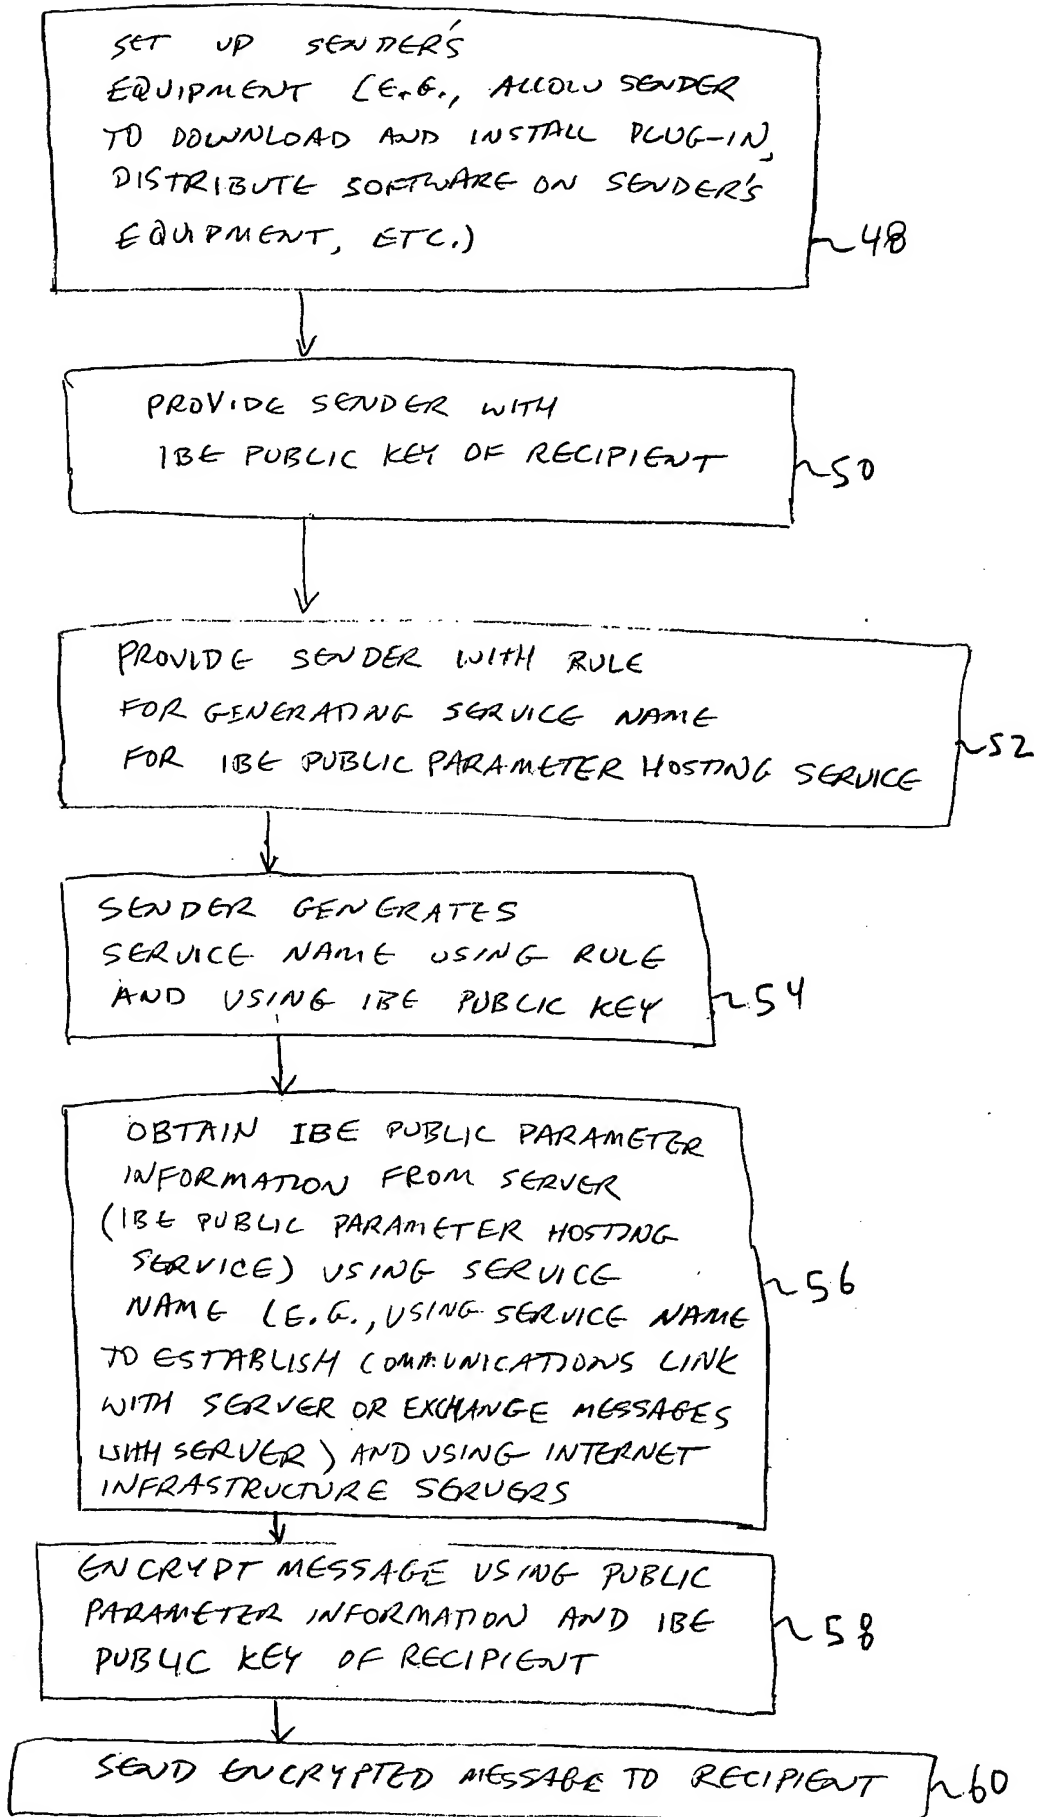 SET UP SENDER'S
EQUIPMENT (E.G., ALLOW SENDER
TO DOWNLOAD AND INSTALL PLUG-IN,
DISTRIBUTE SOFTWARE ON SENDER'S
EQUIPMENT, ETC.)
48
PROVIDE SENDER WITH
IBE PUBLIC KEY OF RECIPIENT
50
PROVIDE SENDER WITH RULE
FOR GENERATING SERVICE NAME
FOR IBE PUBLIC PARAMETER HOSTING SERVICE
52
SENDER GENERATES
SERVICE NAME USING RULE
AND USING IBE PUBLIC KEY
54
OBTAIN IBE PUBLIC PARAMETER
INFORMATION FROM SERVER
(IBE PUBLIC PARAMETER HOSTING
SERVICE) USING SERVICE
NAME (E.G., USING SERVICE NAME
TO ESTABLISH COMMUNICATIONS LINK
WITH SERVER OR EXCHANGE MESSAGES
WITH SERVER) AND USING INTERNET
INFRASTRUCTURE SERVERS
56
ENCRYPT MESSAGE USING PUBLIC
PARAMETER INFORMATION AND IBE
PUBLIC KEY OF RECIPIENT
58
SEND ENCRYPTED MESSAGE TO RECIPIENT
60